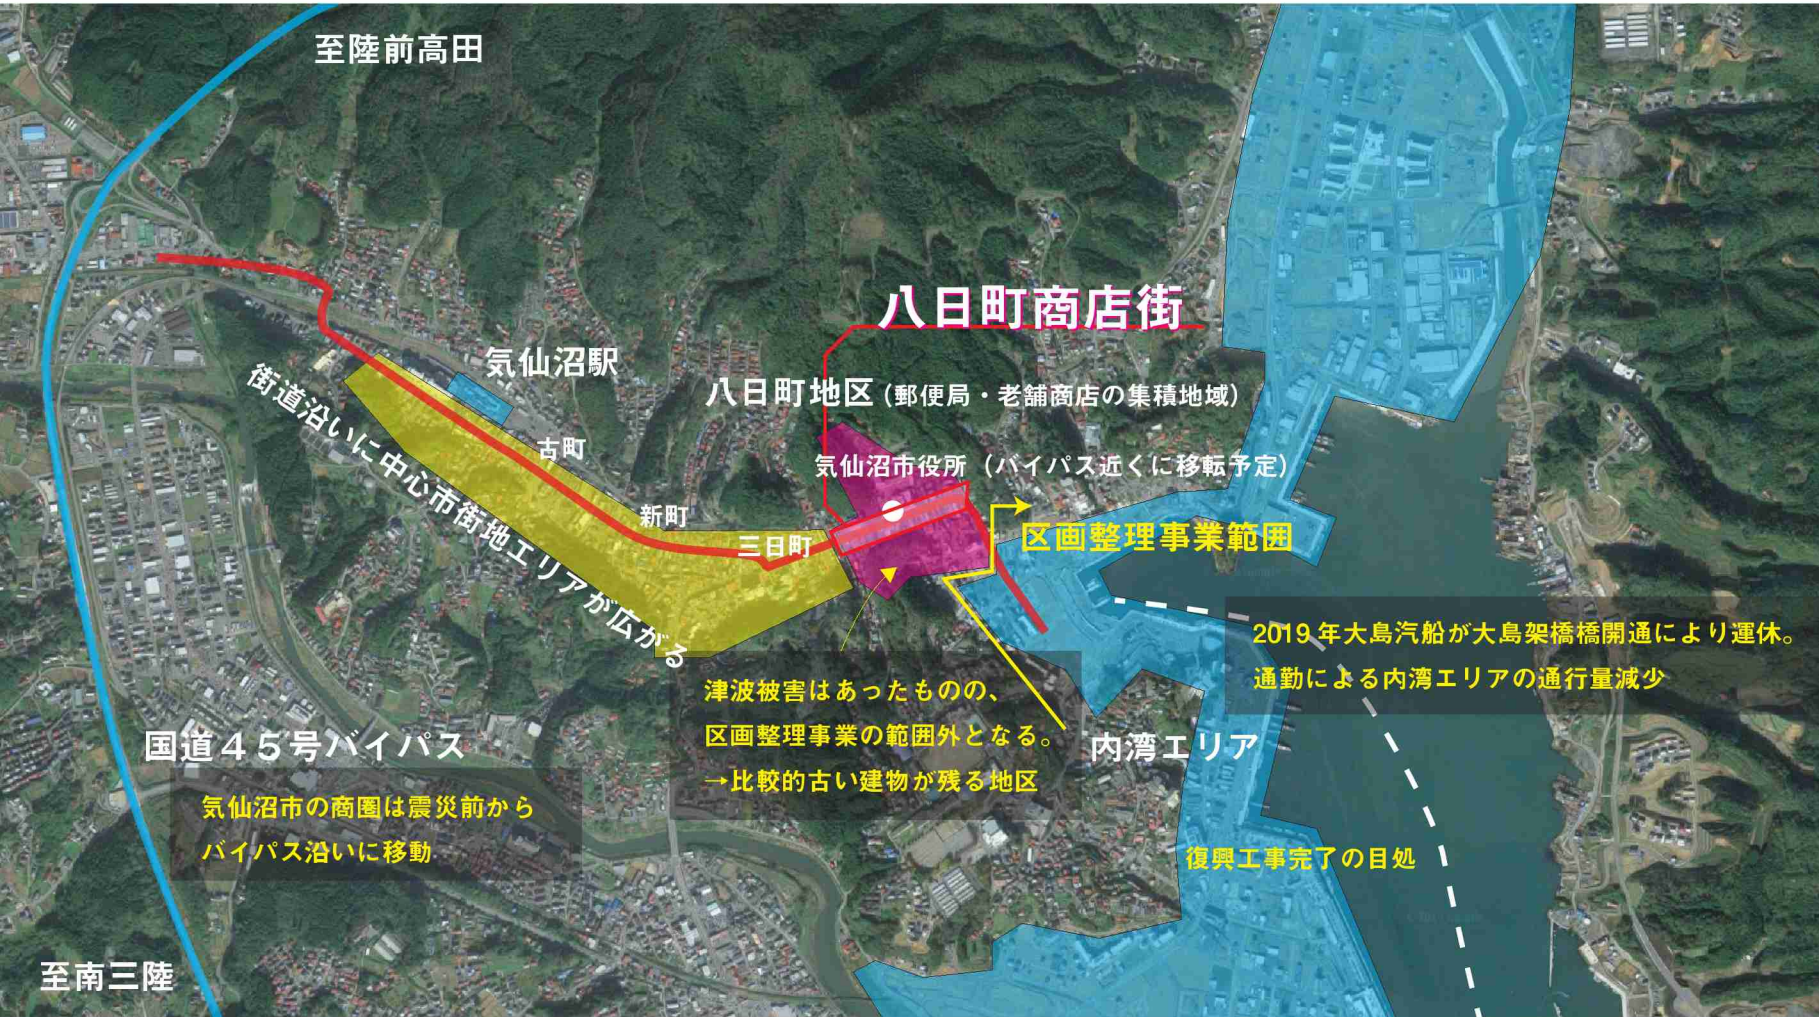 至陸前高田
八日町商店街
気仙沼駅
八日町地区(郵便局・老舗商店の集積地域)
街道沿いに中心市街地エリアが広がる
古町
気仙沼市役所(バイパス近くに移転予定)
新町
三日町
区画整理事業範囲
2019年大島汽船が大島架橋橋開通により運休。
通勤による内湾エリアの通行量減少
津波被害はあったものの、
区画整理事業の範囲外となる。
→比較的古い建物が残る地区
国道45号バイパス
内湾エリア
気仙沼市の商圏は震災前から
バイパス沿いに移動
復興工事完了の目処
至南三陸